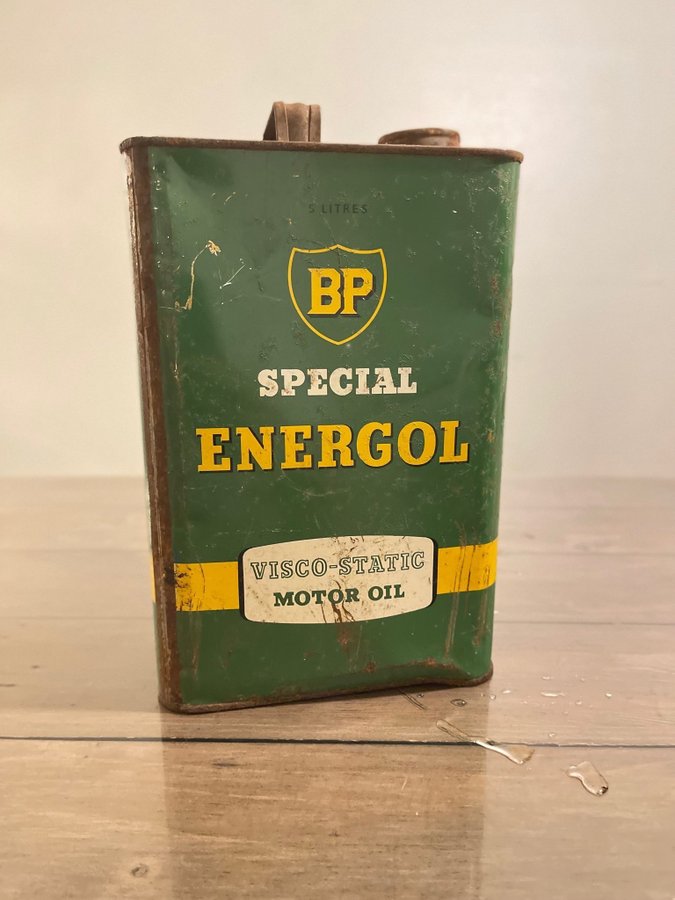 5 LITRES
BP
SPECIAL
ENERGOL
VISCO-STATIC
MOTOR OIL